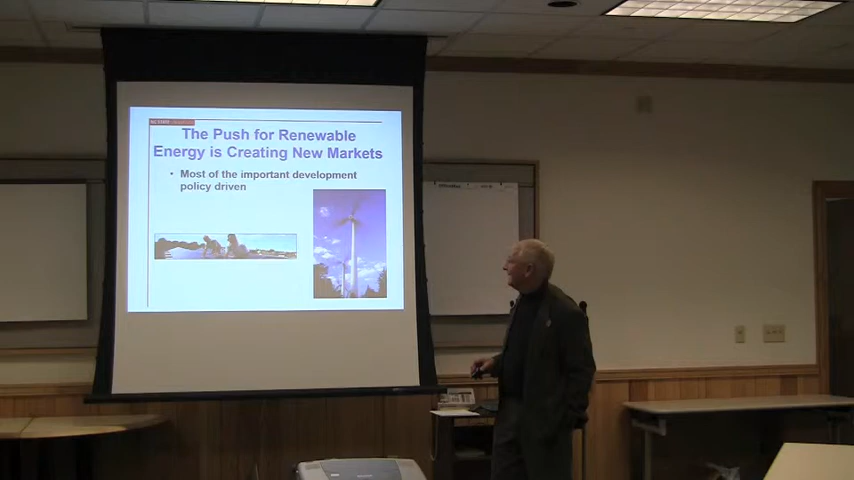 The Push for Renewable
Energy is Creating New Markets
• Most of the important development
policy driven